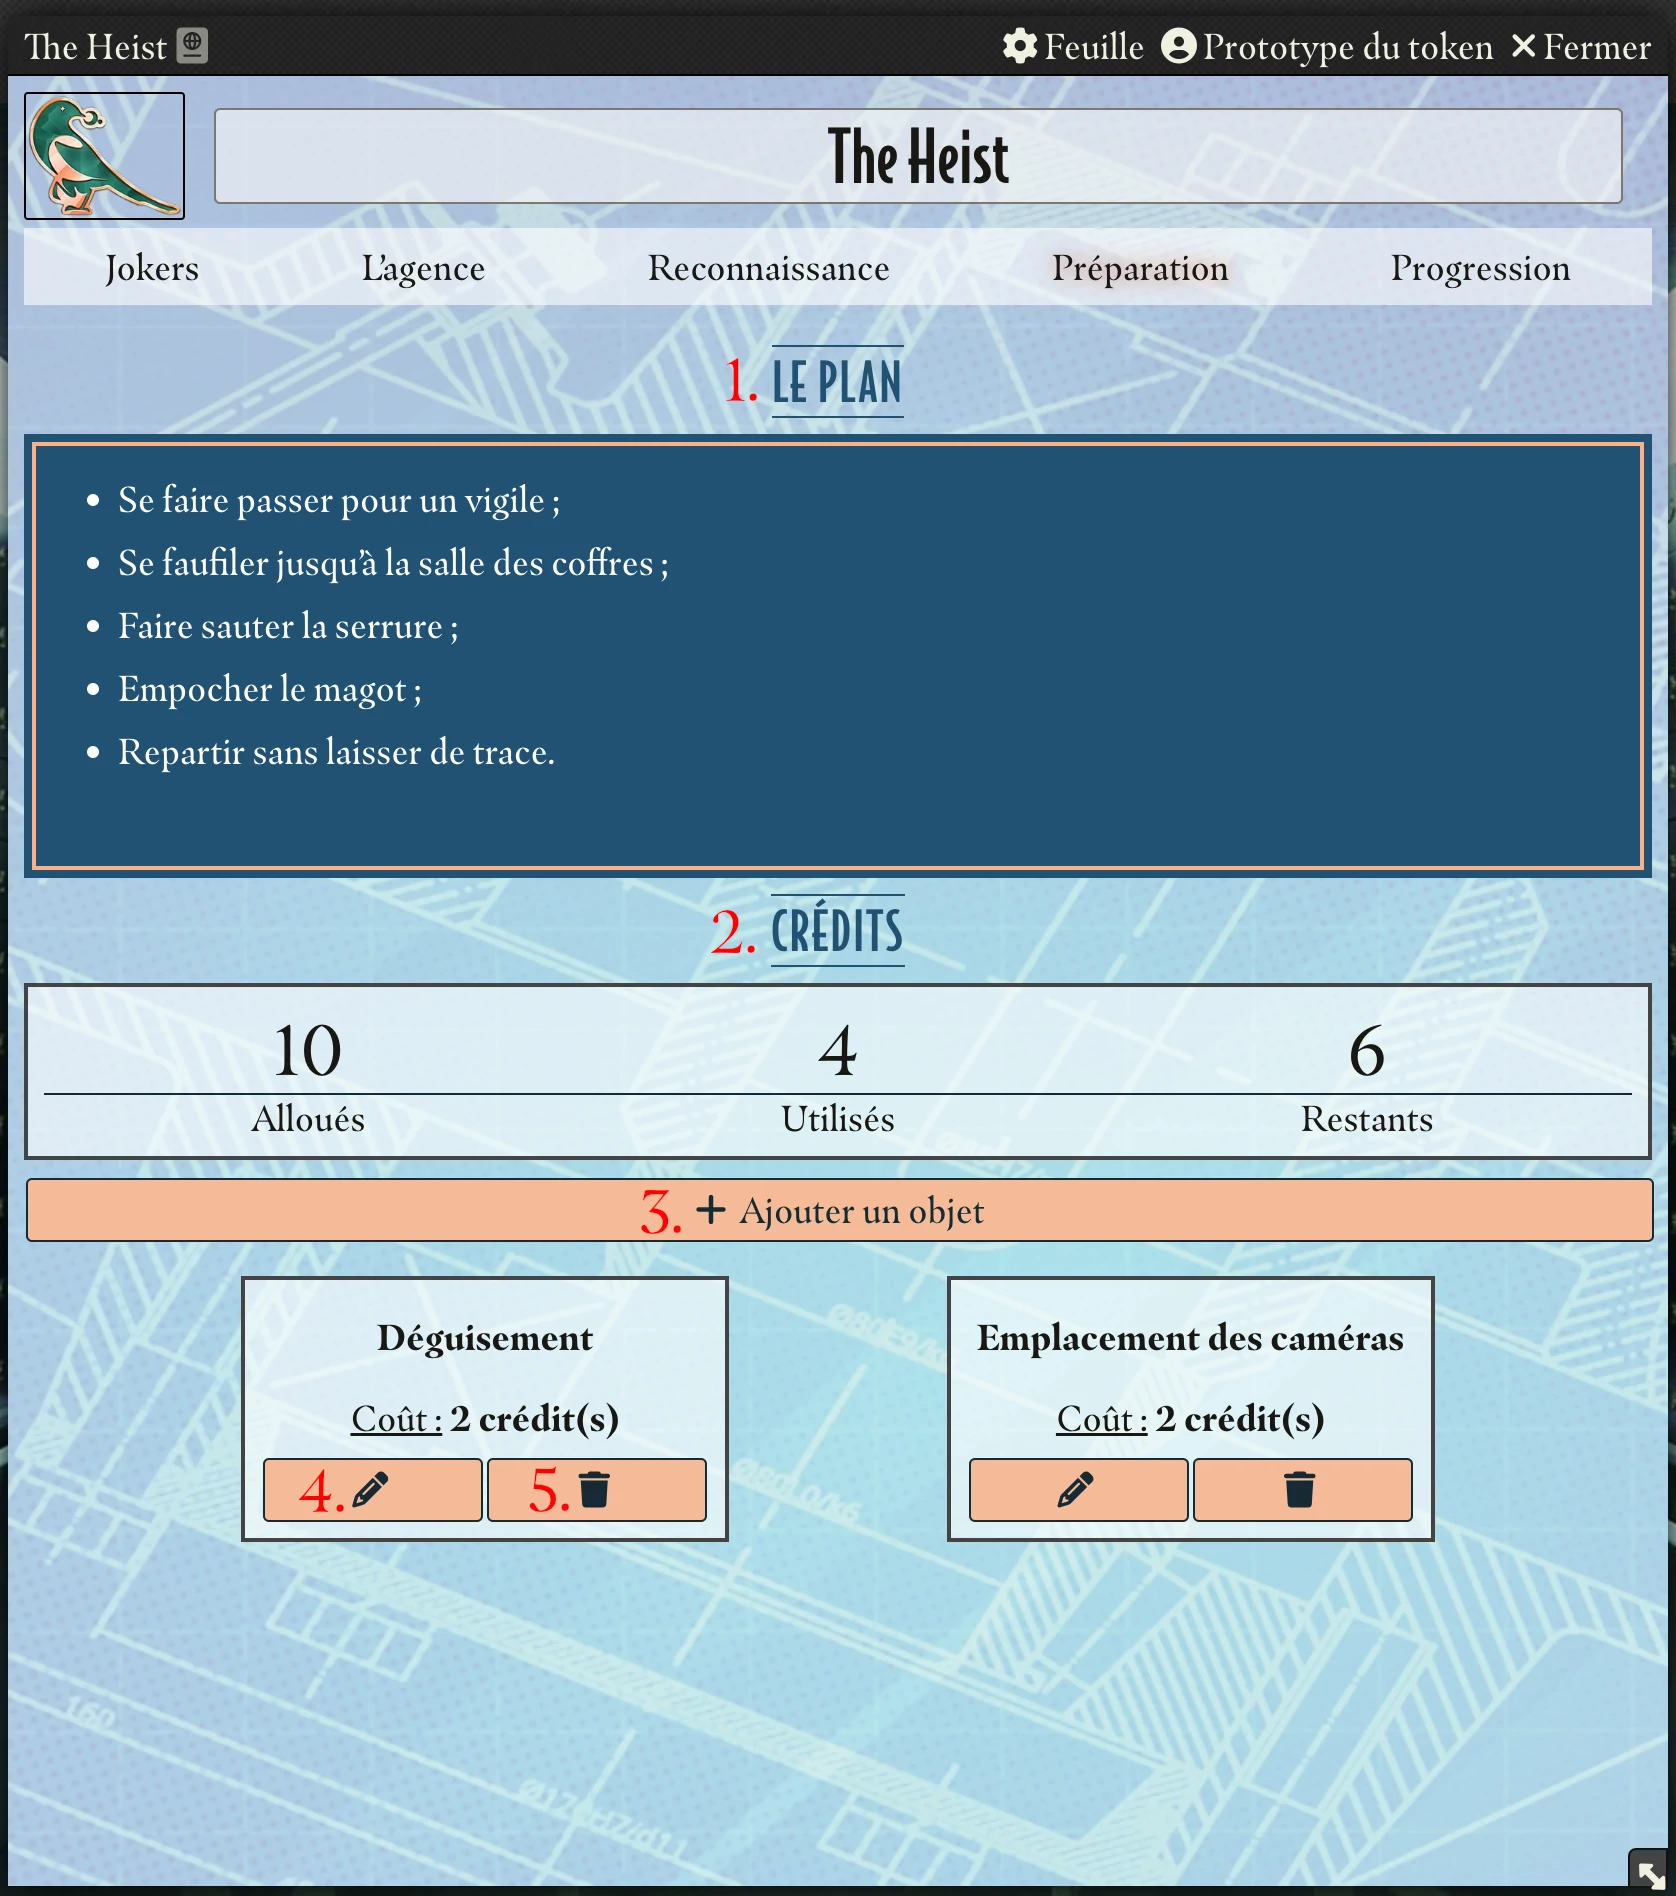 The Heist
Feuille Prototype du token Fermer
The Heist
Jokers L'agence Reconnaissance Préparation Progression
1. LE PLAN
• Se faire passer pour un vigile ;
• Se faufiler jusqu'à la salle des coffres ;
• Faire sauter la serrure ;
• Empocher le magot ;
• Repartir sans laisser de trace.
2. CRÉDITS
10 4 6
Alloués Utilisés Restants
3. + Ajouter un objet
Déguisement Emplacement des caméras
Coût : 2 crédit(s) Coût : 2 crédit(s)
4. 5.
160